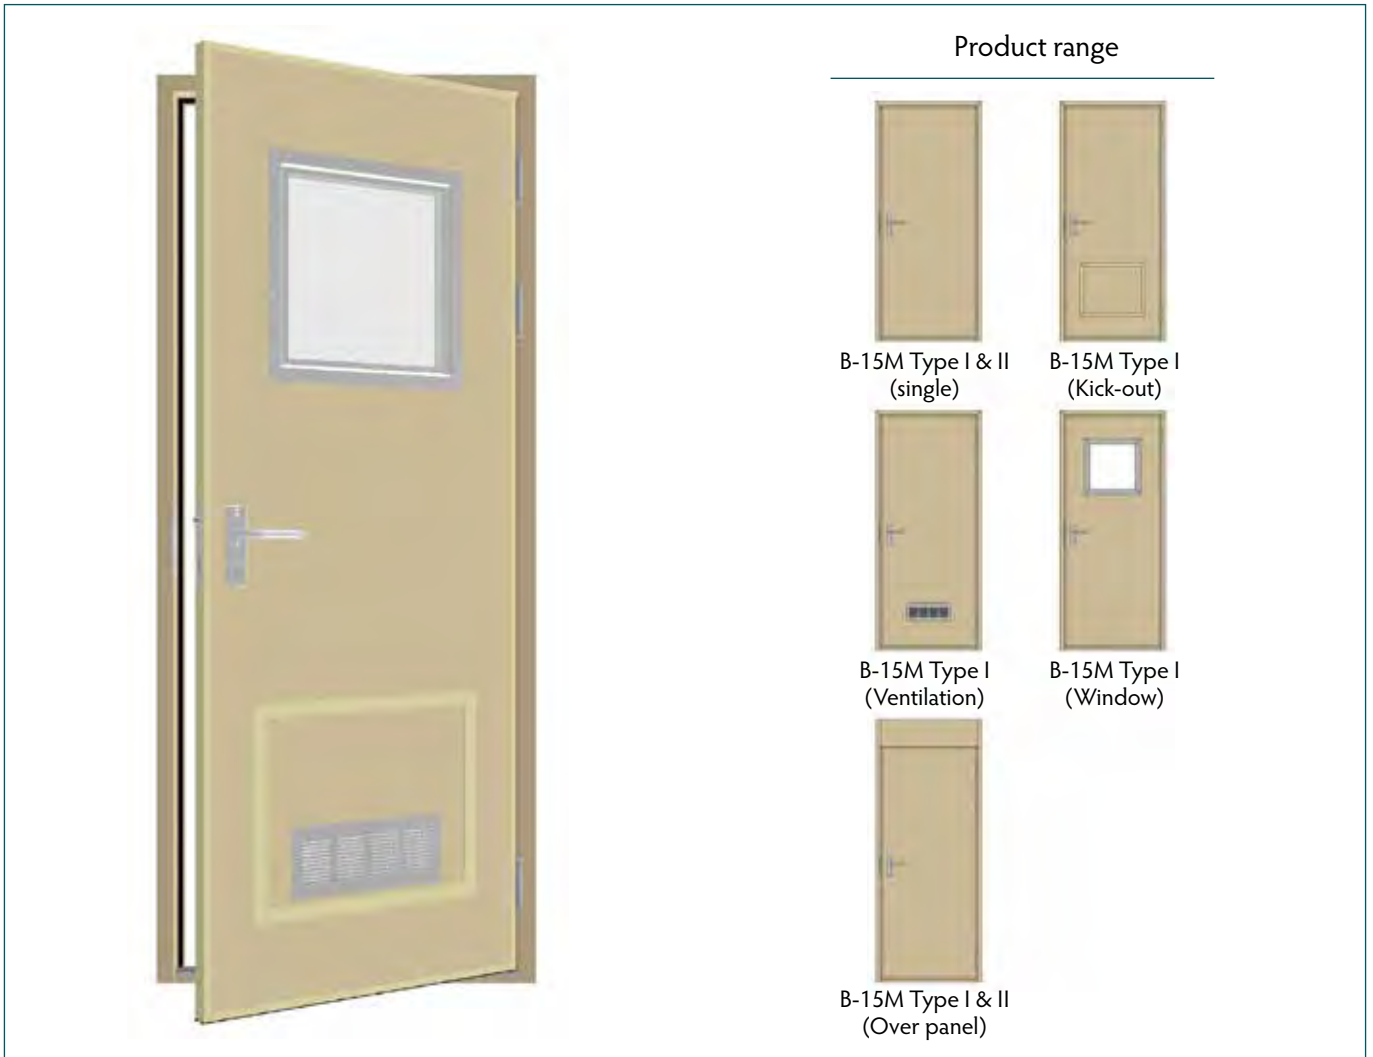 Product range
B-15M Type I & II
(single)
B-15M Type I
(Kick-out)
B-15M Type I
(Ventilation)
B-15M Type I
(Window)
B-15M Type I & II
(Over panel)